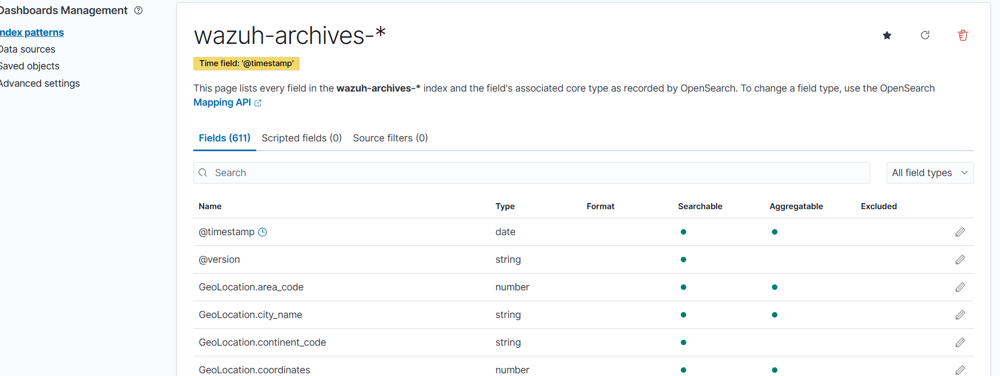 Dashboards Management
Index patterns
Data sources
Saved objects
Advanced settings
wazuh-archives-*
Time field: '@timestamp'
This page lists every field in the wazuh-archives-* index and the field's associated core type as recorded by OpenSearch. To change a field type, use the OpenSearch
Mapping API
Fields (611) Scripted fields (0) Source filters (0)
Search
All field types
Name Type Format Searchable Aggregatable Excluded
@timestamp date
@version string
GeoLocation.area_code number
GeoLocation.city_name string
GeoLocation.continent_code string
GeoLocation.coordinates number